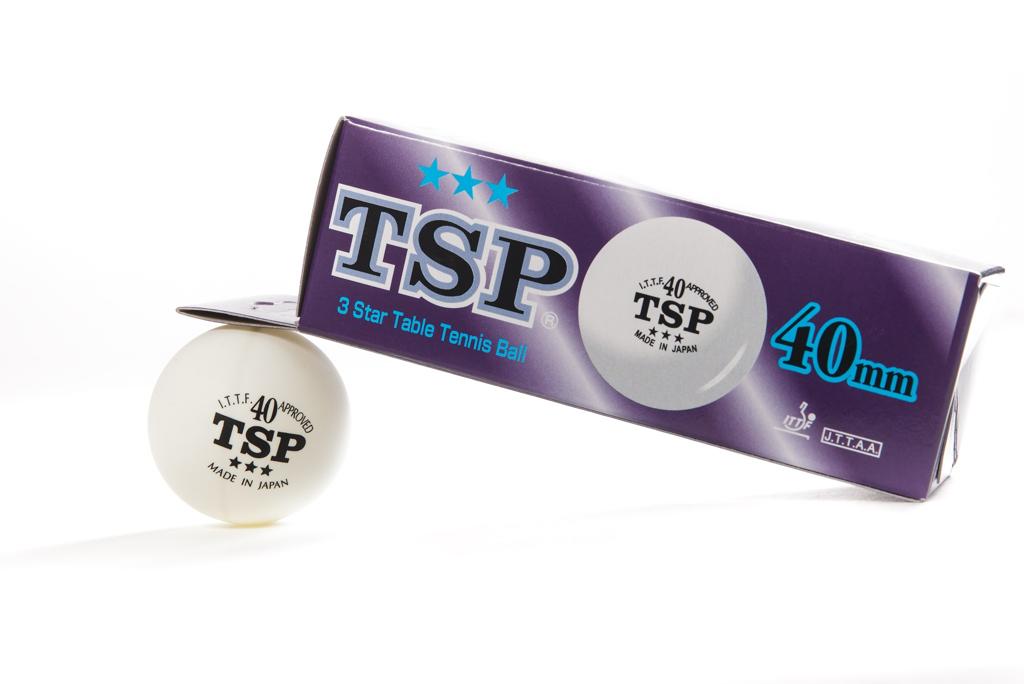 TSP®
3 Star Table Tennis Ball
I.T.T.F. 40 APPROVED
TSP
MADE IN JAPAN
40mm
ITTF
J.T.T.A.A.
I.T.T.F. 40 APPROVED
TSP
MADE IN JAPAN